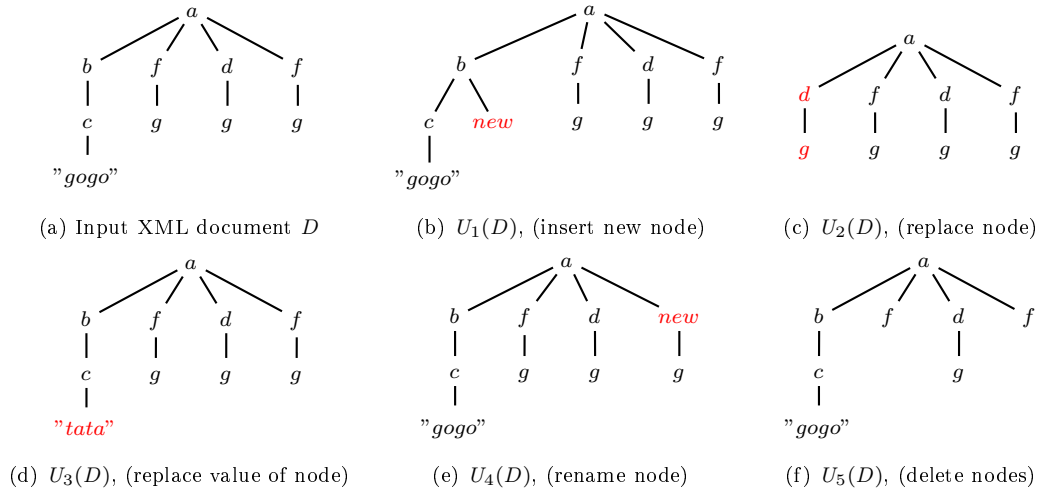 a
a
b f d f
b f d f
a
c g g g
c new g g g
d f d f
"gogo"
"gogo"
g g g g
(a) Input XML document D
(b) U₁(D), (insert new node)
(c) U₂(D), (replace node)
a
a
a
b f d f
b f d new
b f d f
c g g g
c g g g
c g
"tata"
"gogo"
"gogo"
(d) U₃(D), (replace value of node)
(e) U₄(D), (rename node)
(f) U₅(D), (delete nodes)